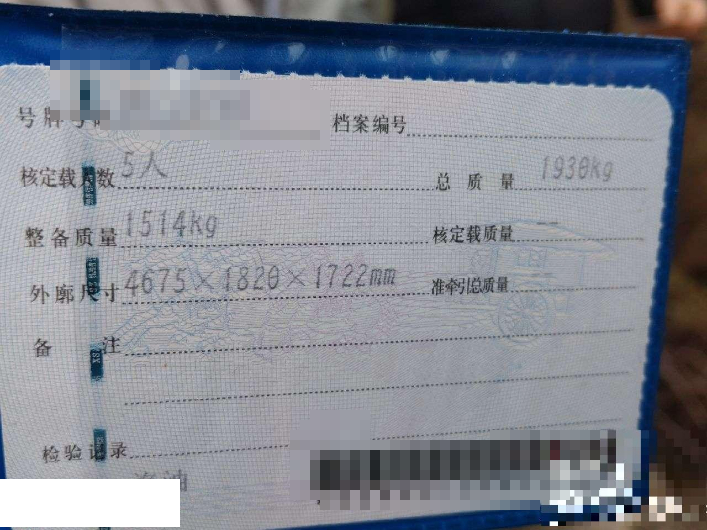 号牌号码 档案编号
核定载人数 5人 总质量 1930kg
整备质量 1514kg 核定载质量 --
外廓尺寸 4675×1820×1722mm 准牵引总质量 --
备注
检验记录
油